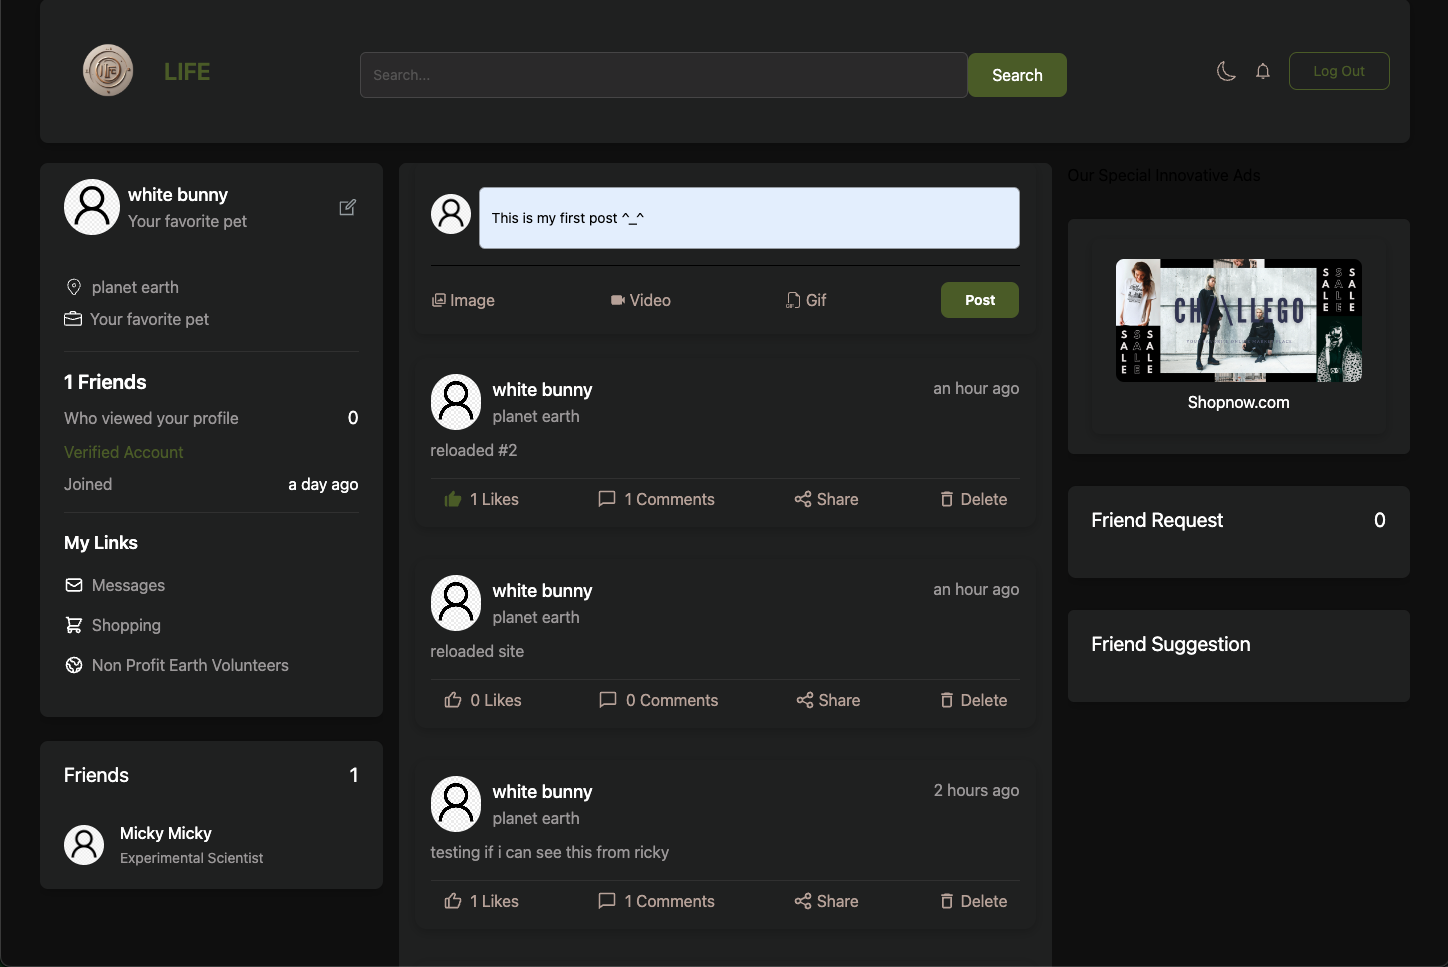 LIFE
Search...
Search
Log Out
white bunny
Your favorite pet
planet earth
Your favorite pet
1 Friends
Who viewed your profile 0
Verified Account
Joined a day ago
My Links
Messages
Shopping
Non Profit Earth Volunteers
Friends 1
Micky Micky
Experimental Scientist
This is my first post ^_^
Image Video Gif Post
white bunny an hour ago
planet earth
reloaded #2
1 Likes 1 Comments Share Delete
white bunny an hour ago
planet earth
reloaded site
0 Likes 0 Comments Share Delete
white bunny 2 hours ago
planet earth
testing if i can see this from ricky
1 Likes 1 Comments Share Delete
Our Special Innovative Ads
CH/\LLEGO
SALE SALE SALE
SALE SALE SALE
Shopnow.com
Friend Request 0
Friend Suggestion